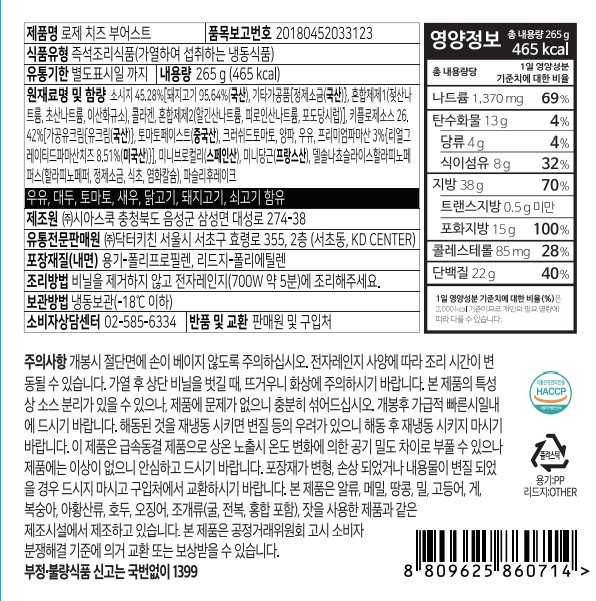 제품명 로제 치즈 부어스트 품목보고번호 20180452033123
식품유형 즉석조리식품(가열하여 섭취하는 냉동식품)
유통기한 별도표시일 까지 내용량 265 g (465 kcal)
원재료명 및 함량 소시지 45.28%[돼지고기 95.64%(국산), 기타가공품{정제소금(국산)}, 혼합제제1(젖산나
트륨, 초산나트륨, 이산화규소), 콜라겐, 혼합제제2(알긴산나트륨, 피로인산나트륨, 포도당시럽)], 커플로제소스 26.
42%[가공유크림{유크림(국산)}, 토마토페이스트(중국산), 크러쉬드토마토, 양파, 우유, 프리미엄파마산 3%{리얼그
레이티드파마산치즈 8.51%(미국산)}], 미니브로컬리(스페인산), 미니당근(프랑스산), 델솔나초슬라이스할라피노페
퍼스(할라피노페퍼, 정제소금, 식초, 염화칼슘), 파슬리후레이크
우유, 대두, 토마토, 새우, 닭고기, 돼지고기, 쇠고기 함유
제조원 ㈜시아스쿡 충청북도 음성군 삼성면 대성로 274-38
유통전문판매원 ㈜닥터키친 서울시 서초구 효령로 355, 2층 (서초동, KD CENTER)
포장재질(내면) 용기-폴리프로필렌, 리드지-폴리에틸렌
조리방법 비닐을 제거하지 않고 전자레인지(700W 약 5분)에 조리해주세요.
보관방법 냉동보관(-18℃ 이하)
소비자상담센터 02-585-6334 반품 및 교환 판매원 및 구입처
영양정보 총 내용량 265 g
465 kcal
총 내용량당 1일 영양성분
기준치에 대한 비율
나트륨 1,370 mg 69%
탄수화물 13 g 4%
당류 4 g 4%
식이섬유 8 g 32%
지방 38 g 70%
트랜스지방 0.5 g 미만
포화지방 15 g 100%
콜레스테롤 85 mg 28%
단백질 22 g 40%
1일 영양성분 기준치에 대한 비율(%)은
2,000 kcal 기준이므로 개인의 필요 열량에
따라 다를 수 있습니다.
주의사항 개봉시 절단면에 손이 베이지 않도록 주의하십시오. 전자레인지 사양에 따라 조리 시간이 변
동될 수 있습니다. 가열 후 상단 비닐을 벗길 때, 뜨거우니 화상에 주의하시기 바랍니다. 본 제품의 특성
상 소스 분리가 있을 수 있으나, 제품에 문제가 없으니 충분히 섞어드십시오. 개봉후 가급적 빠른시일내
에 드시기 바랍니다. 해동된 것을 재냉동 시키면 변질 등의 우려가 있으니 해동 후 재냉동 시키지 마시기
바랍니다. 이 제품은 급속동결 제품으로 상온 노출시 온도 변화에 의한 공기 밀도 차이로 부풀 수 있으나
제품에는 이상이 없으니 안심하고 드시기 바랍니다. 포장재가 변형, 손상 되었거나 내용물이 변질 되었
을 경우 드시지 마시고 구입처에서 교환하시기 바랍니다. 본 제품은 알류, 메밀, 땅콩, 밀, 고등어, 게,
복숭아, 아황산류, 호두, 오징어, 조개류(굴, 전복, 홍합 포함), 잣을 사용한 제품과 같은
제조시설에서 제조하고 있습니다. 본 제품은 공정거래위원회 고시 소비자
분쟁해결 기준에 의거 교환 또는 보상받을 수 있습니다.
부정·불량식품 신고는 국번없이 1399
HACCP
플라스틱
용기:PP
리드지:OTHER
8 809625 860714 >